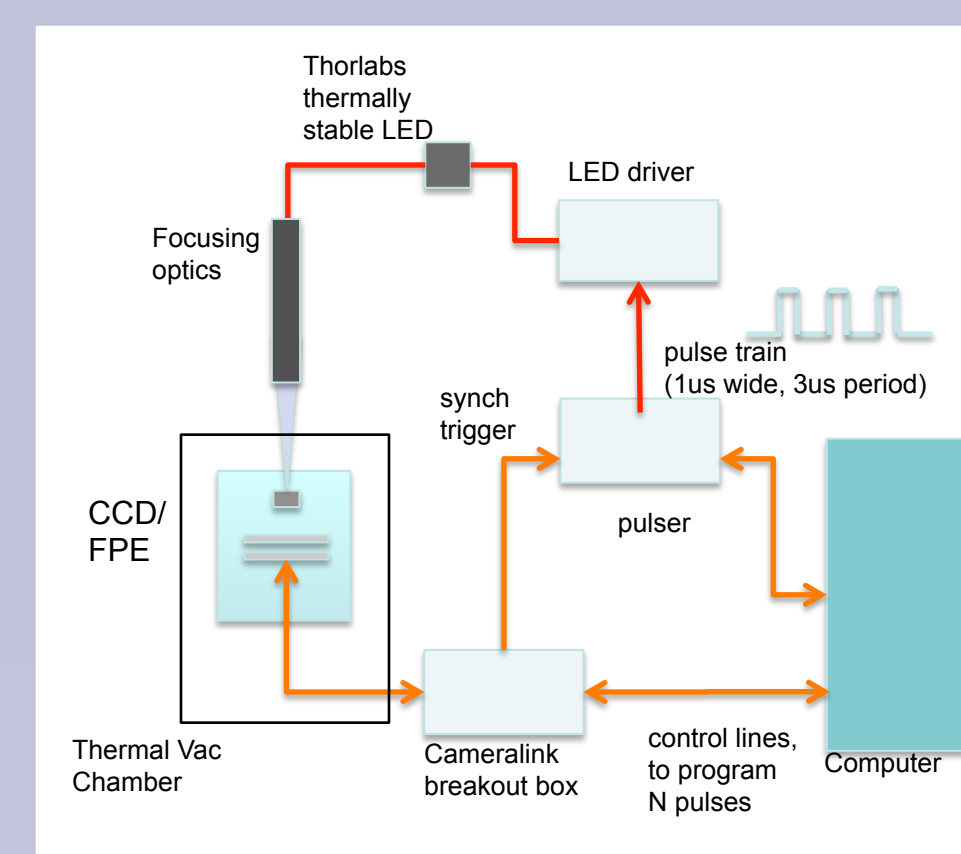 Thorlabs
thermally
stable LED
LED driver
Focusing
optics
pulse train
(1us wide, 3us period)
synch
trigger
CCD/
FPE
pulser
Thermal Vac
Chamber
Cameralink
breakout box
control lines,
to program
N pulses
Computer